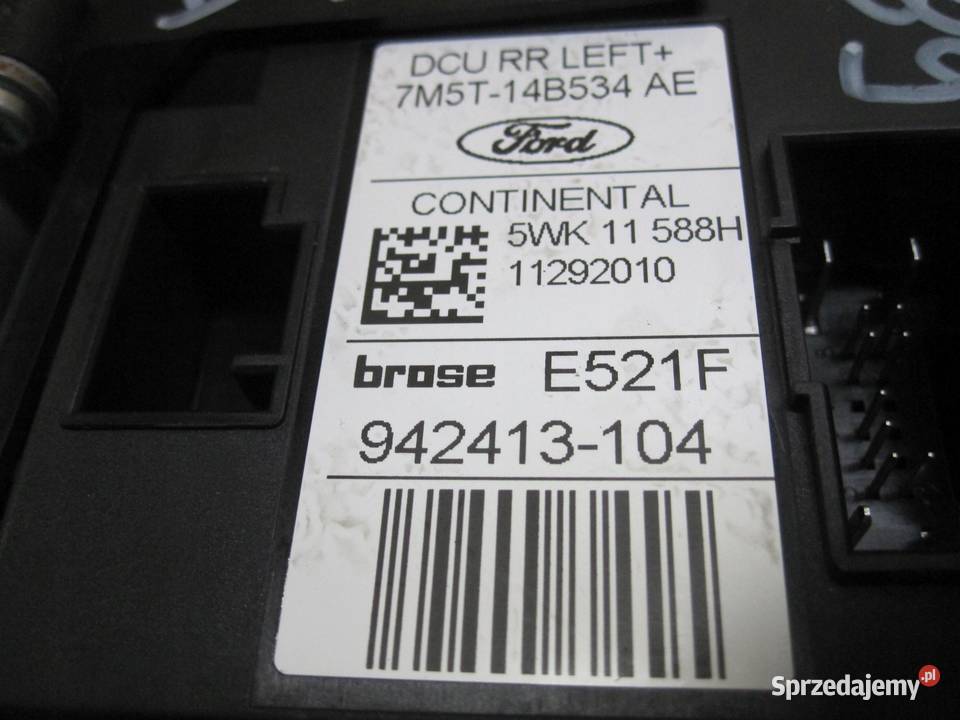 DCU RR LEFT+
7M5T-14B534 AE
Ford
CONTINENTAL
5WK 11 588H
11292010
brose E521F
942413-104
Sprzedajemy.pl